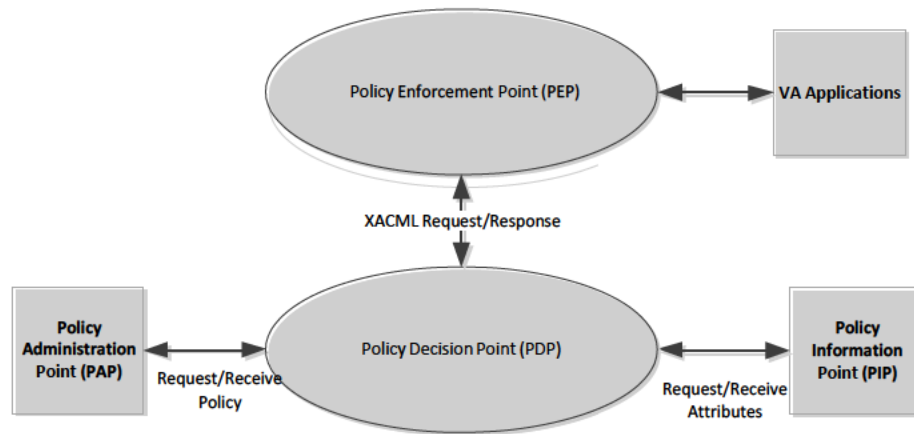 Policy Enforcement Point (PEP)
VA Applications
XACML Request/Response
Policy
Administration
Point (PAP)
Request/Receive
Policy
Policy Decision Point (PDP)
Request/Receive
Attributes
Policy
Information
Point (PIP)